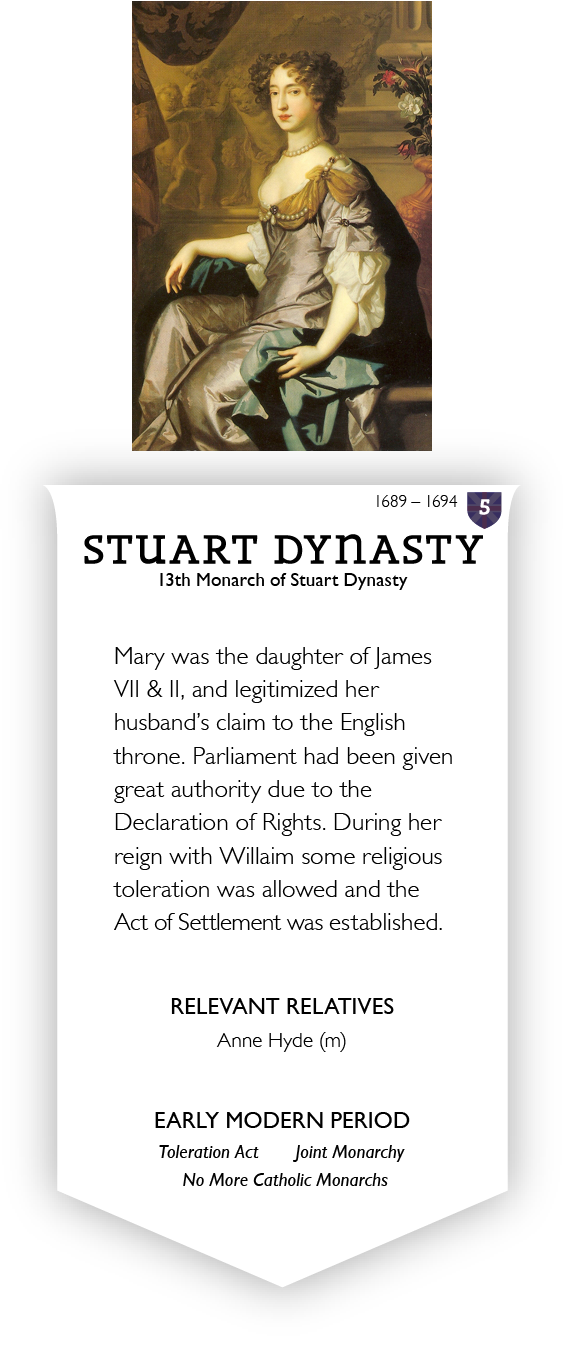 1689 – 1694
5
STUART DYNASTY
13th Monarch of Stuart Dynasty
Mary was the daughter of James
VII & II, and legitimized her
husband’s claim to the English
throne. Parliament had been given
great authority due to the
Declaration of Rights. During her
reign with Willaim some religious
toleration was allowed and the
Act of Settlement was established.
RELEVANT RELATIVES
Anne Hyde (m)
EARLY MODERN PERIOD
Toleration Act Joint Monarchy
No More Catholic Monarchs